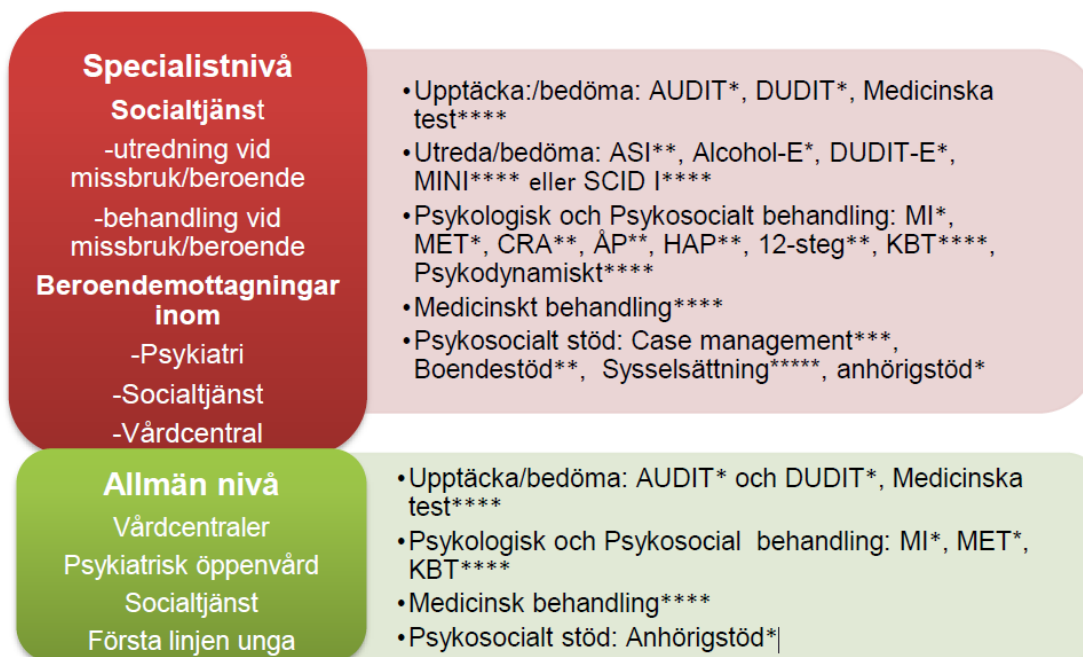 Specialistnivå
Socialtjänst
-utredning vid
missbruk/beroende
-behandling vid
missbruk/beroende
Beroendemottagningar
inom
-Psykiatri
-Socialtjänst
-Vårdcentral
•Upptäcka:/bedöma: AUDIT*, DUDIT*, Medicinska
test****
•Utreda/bedöma: ASI**, Alcohol-E*, DUDIT-E*,
MINI**** eller SCID I****
•Psykologisk och Psykosocialt behandling: MI*,
MET*, CRA**, ÅP**, HAP**, 12-steg**, KBT****,
Psykodynamiskt****
•Medicinskt behandling****
•Psykosocialt stöd: Case management***,
Boendestöd**, Sysselsättning*****, anhörigstöd*
Allmän nivå
Vårdcentraler
Psykiatrisk öppenvård
Socialtjänst
Första linjen unga
•Upptäcka/bedöma: AUDIT* och DUDIT*, Medicinska
test****
•Psykologisk och Psykosocial behandling: MI*, MET*,
KBT****
•Medicinsk behandling****
•Psykosocialt stöd: Anhörigstöd*